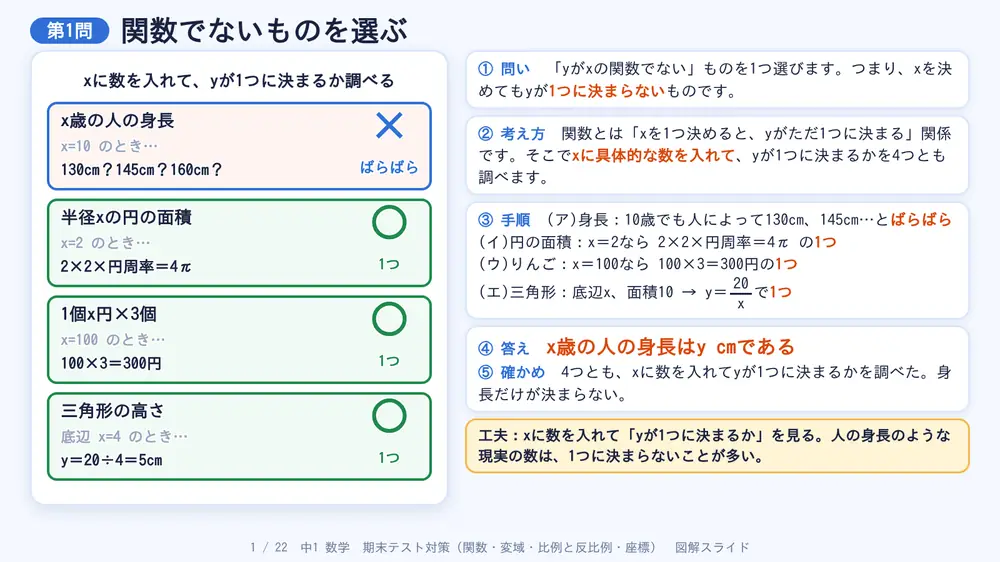 第1問 関数でないものを選ぶ
xに数を入れて、yが1つに決まるか調べる
x歳の人の身長
x=10 のとき…
130cm？145cm？160cm？
ばらばら
半径xの円の面積
x=2 のとき…
2×2×円周率＝4π
1つ
1個x円×3個
x=100 のとき…
100×3＝300円
1つ
三角形の高さ
底辺 x=4 のとき…
y＝20÷4＝5cm
1つ
① 問い 「yがxの関数でない」ものを1つ選びます。つまり、xを決
めてもyが1つに決まらないものです。
② 考え方 関数とは「xを1つ決めると、yがただ1つに決まる」関係
です。そこでxに具体的な数を入れて、yが1つに決まるかを4つとも
調べます。
③ 手順 (ア)身長：10歳でも人によって130cm、145cm…とばらばら
(イ)円の面積：x＝2なら 2×2×円周率＝4π の1つ
(ウ)りんご：x＝100なら 100×3＝300円の1つ
(エ)三角形：底辺x、面積10 → y＝20/xで1つ
④ 答え x歳の人の身長はy cmである
⑤ 確かめ 4つとも、xに数を入れてyが1つに決まるかを調べた。身
長だけが決まらない。
工夫：xに数を入れて「yが1つに決まるか」を見る。人の身長のような
現実の数は、1つに決まらないことが多い。
1 / 22 中1 数学 期末テスト対策（関数・変域・比例と反比例・座標） 図解スライド